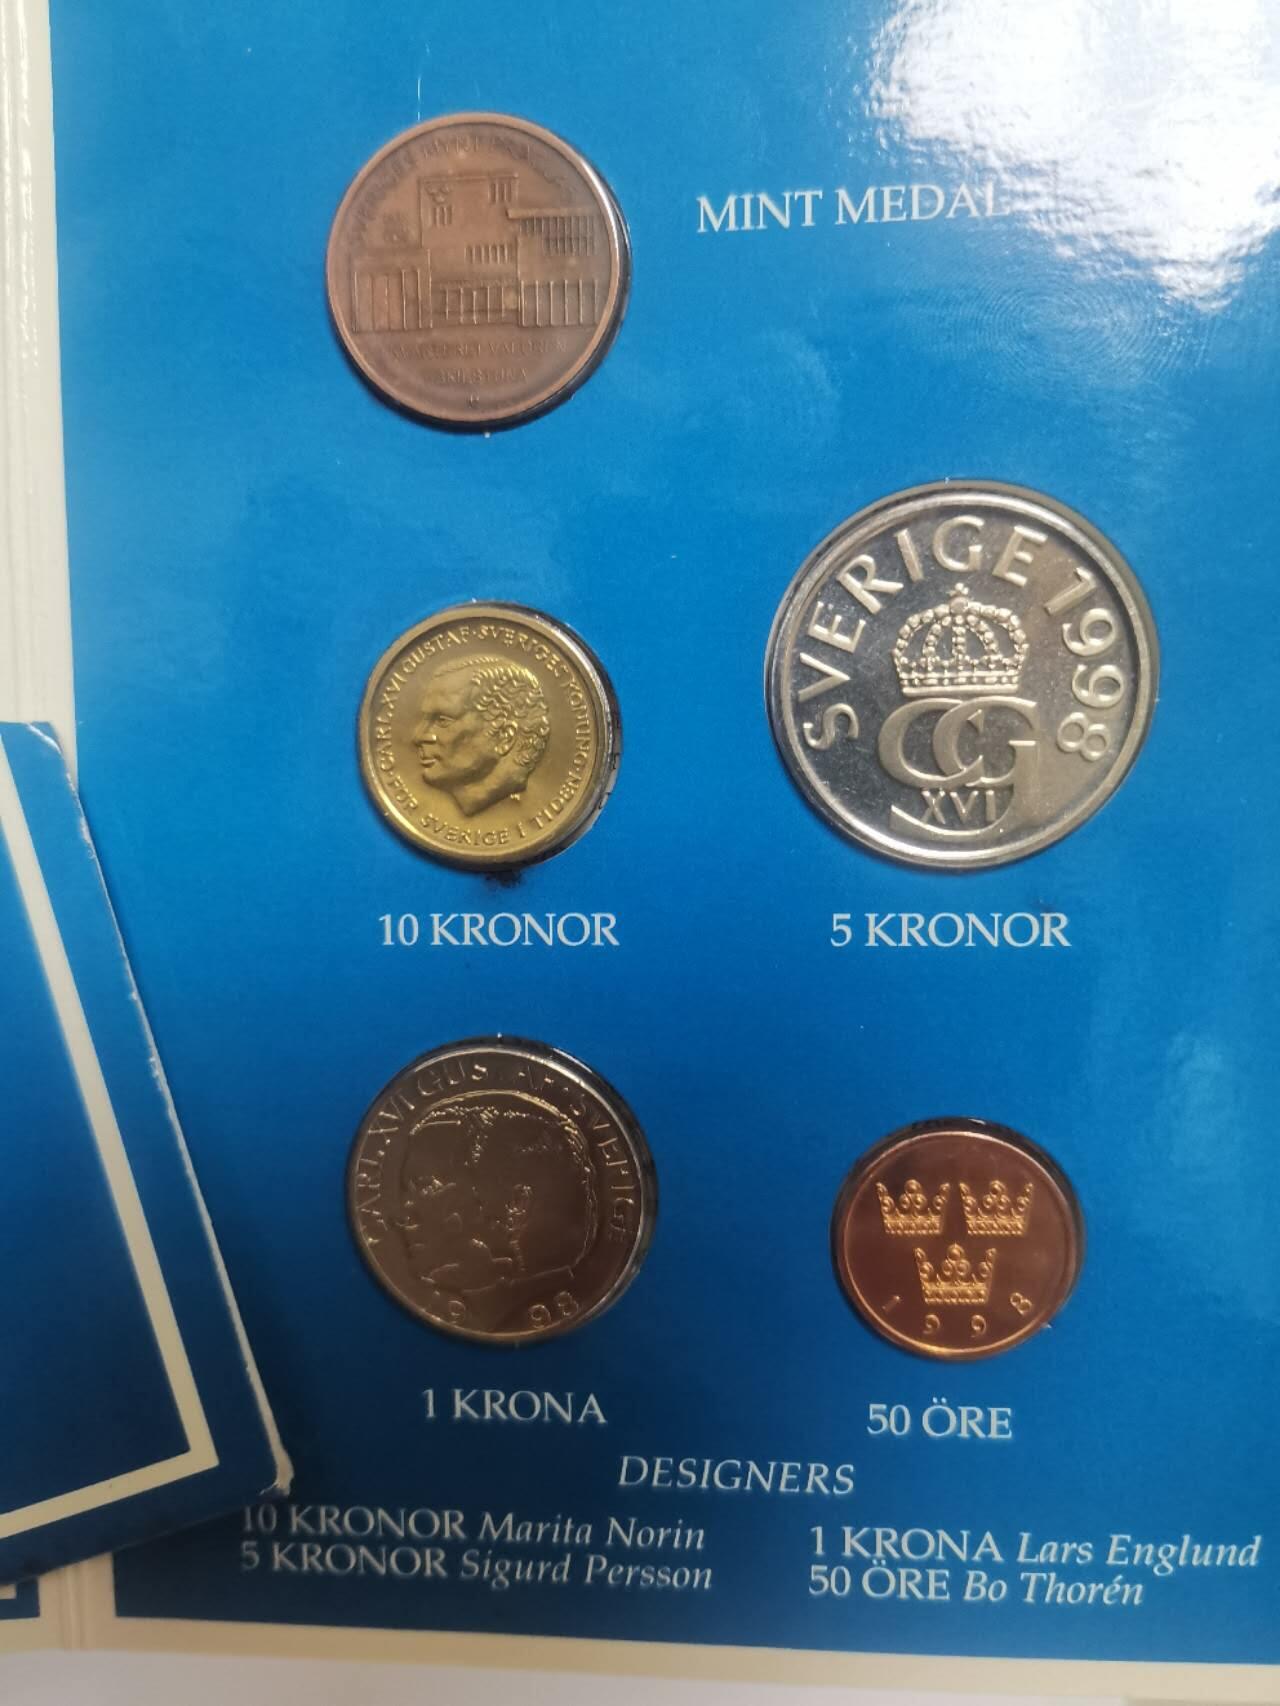 MINT MEDAL
ESKILSTUNA
CARL XVI GUSTAF · SVERIGES KONUNG ·
FÖR SVERIGE I TIDEN
10 KRONOR
SVERIGE 1998
CG
XVI
5 KRONOR
CARL XVI GUSTAF · SVERIGE
1998
1 KRONA
1998
50 ÖRE
DESIGNERS
10 KRONOR Marita Norin
5 KRONOR Sigurd Persson
1 KRONA Lars Englund
50 ÖRE Bo Thorén